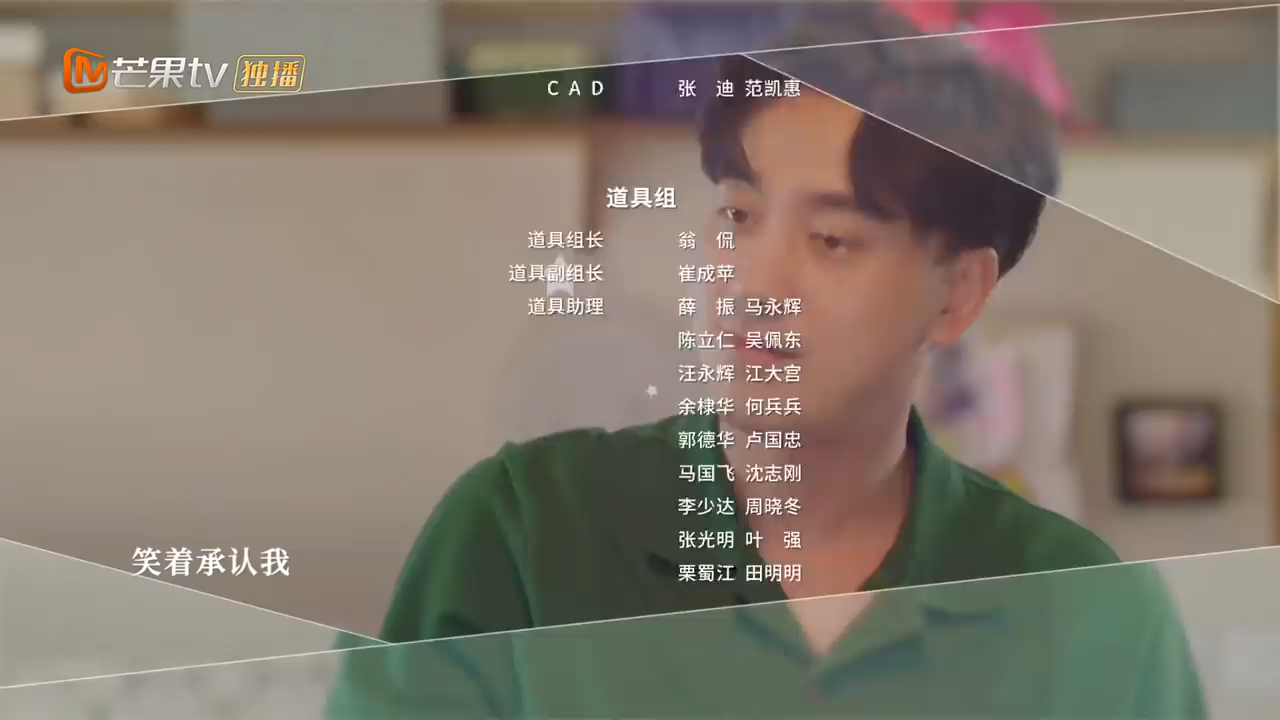 芒果tv 独播
CAD 张 迪 范凯惠
道具组
道具组长 翁 侃
道具副组长 崔成苹
道具助理 薛 振 马永辉
陈立仁 吴佩东
汪永辉 江大宫
余棣华 何兵兵
郭德华 卢国忠
马国飞 沈志刚
李少达 周晓冬
张光明 叶 强
栗蜀江 田明明
笑着承认我